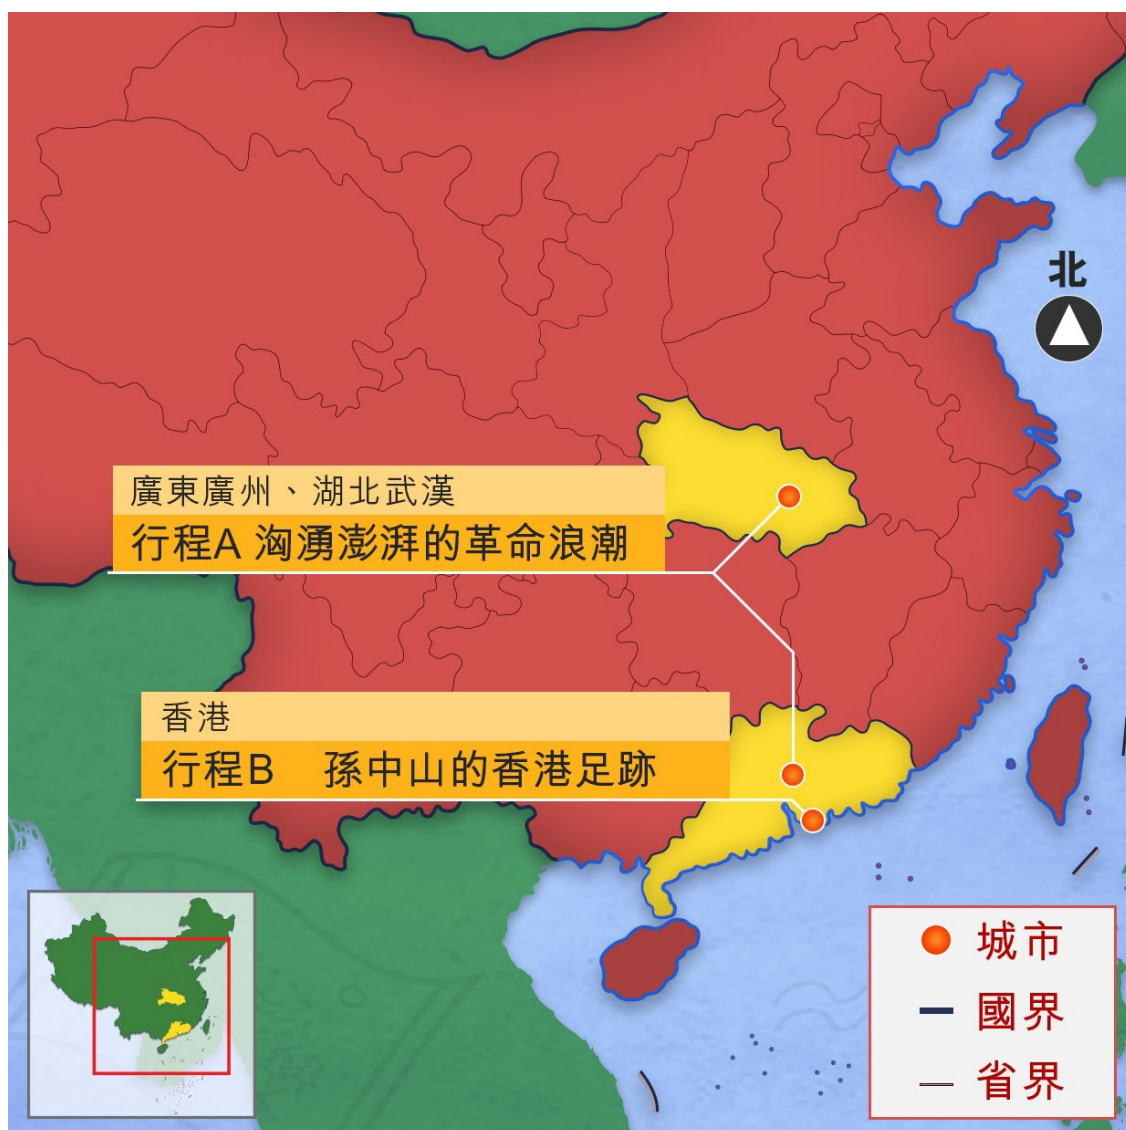 北
廣東廣州、湖北武漢
行程A 洶湧澎湃的革命浪潮
香港
行程B 孫中山的香港足跡
城市
國界
省界